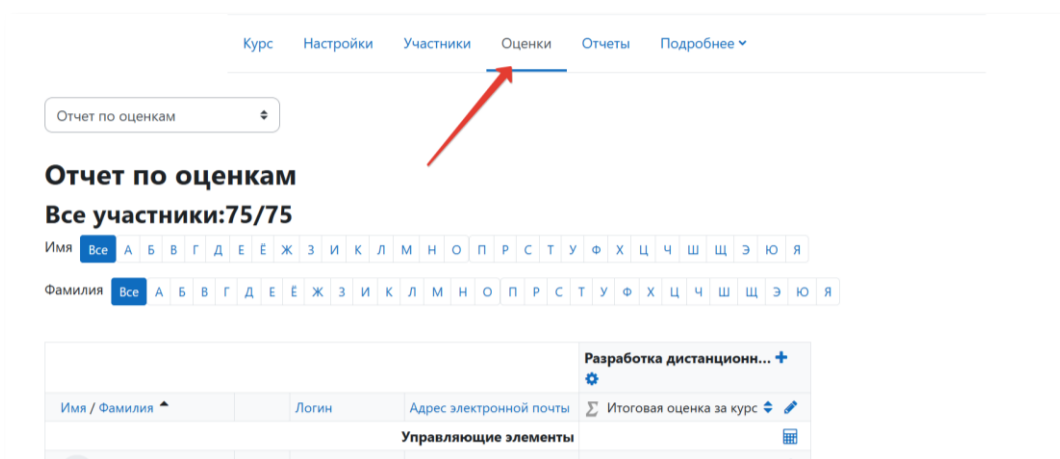 Курс Настройки Участники Оценки Отчеты Подробнее
Отчет по оценкам
Отчет по оценкам
Все участники:75/75
Имя Все А Б В Г Д Е Ё Ж З И К Л М Н О П Р С Т У Ф Х Ц Ч Ш Щ Э Ю Я
Фамилия Все А Б В Г Д Е Ё Ж З И К Л М Н О П Р С Т У Ф Х Ц Ч Ш Щ Э Ю Я
Разработка дистанционн...
Имя / Фамилия Логин Адрес электронной почты Итоговая оценка за курс
Управляющие элементы